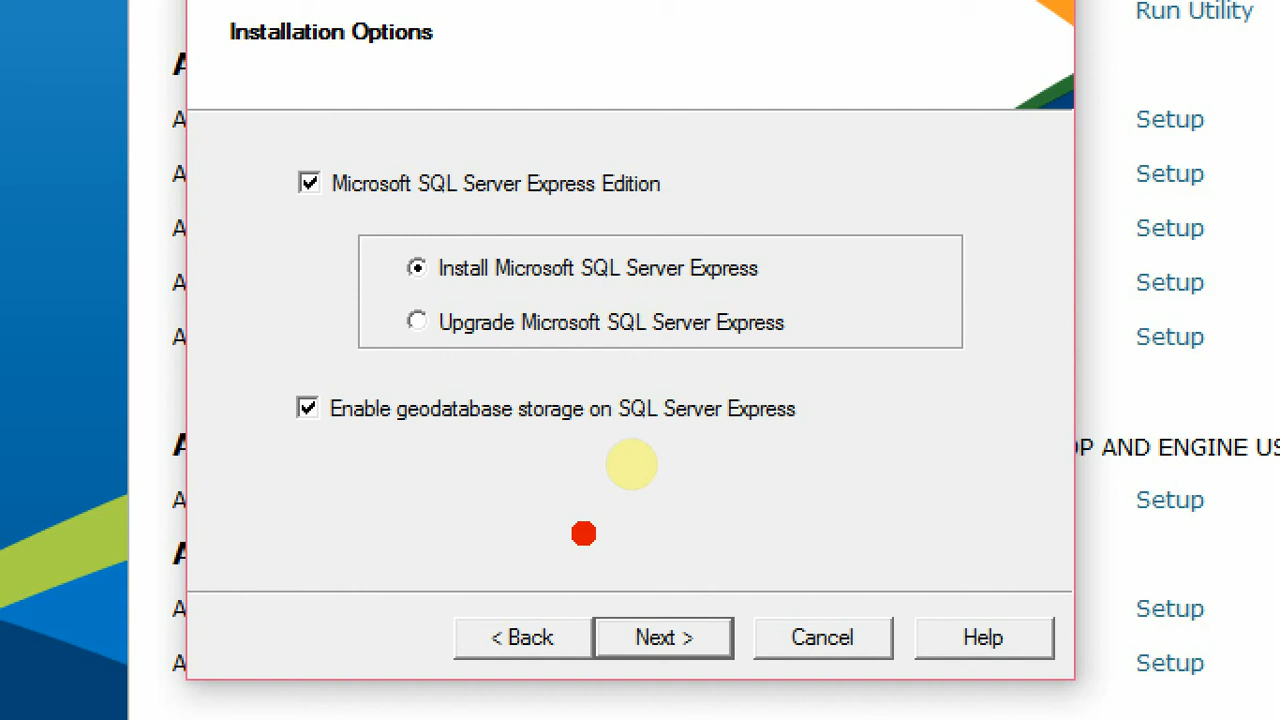 Run Utility
Installation Options
A
A Setup
A Setup
Microsoft SQL Server Express Edition
A Setup
Install Microsoft SQL Server Express
A Setup
Upgrade Microsoft SQL Server Express
A Setup
Enable geodatabase storage on SQL Server Express
A OP AND ENGINE US
A Setup
A
A Setup
< Back Next > Cancel Help
A Setup